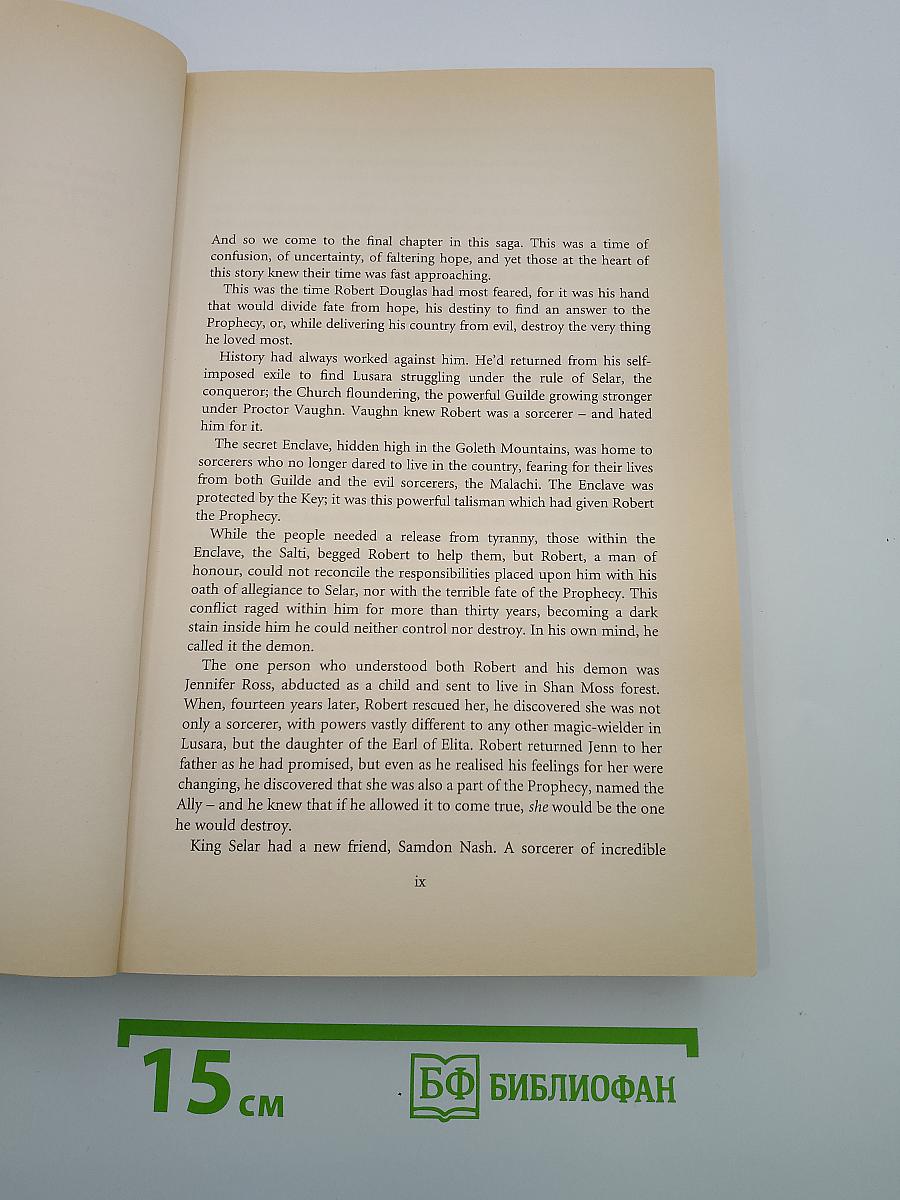 And so we come to the final chapter in this saga. This was a time of
confusion, of uncertainty, of faltering hope, and yet those at the heart of
this story knew their time was fast approaching.
This was the time Robert Douglas had most feared, for it was his hand
that would divide fate from hope, his destiny to find an answer to the
Prophecy, or, while delivering his country from evil, destroy the very thing
he loved most.
History had always worked against him. He'd returned from his self-
imposed exile to find Lusara struggling under the rule of Selar, the
conqueror; the Church floundering, the powerful Guilde growing stronger
under Proctor Vaughn. Vaughn knew Robert was a sorcerer – and hated
him for it.
The secret Enclave, hidden high in the Goleth Mountains, was home to
sorcerers who no longer dared to live in the country, fearing for their lives
from both Guilde and the evil sorcerers, the Malachi. The Enclave was
protected by the Key; it was this powerful talisman which had given Robert
the Prophecy.
While the people needed a release from tyranny, those within the
Enclave, the Salti, begged Robert to help them, but Robert, a man of
honour, could not reconcile the responsibilities placed upon him with his
oath of allegiance to Selar, nor with the terrible fate of the Prophecy. This
conflict raged within him for more than thirty years, becoming a dark
stain inside him he could neither control nor destroy. In his own mind, he
called it the demon.
The one person who understood both Robert and his demon was
Jennifer Ross, abducted as a child and sent to live in Shan Moss forest.
When, fourteen years later, Robert rescued her, he discovered she was not
only a sorcerer, with powers vastly different to any other magic-wielder in
Lusara, but the daughter of the Earl of Elita. Robert returned Jenn to her
father as he had promised, but even as he realised his feelings for her were
changing, he discovered that she was also a part of the Prophecy, named the
Ally – and he knew that if he allowed it to come true, she would be the one
he would destroy.
King Selar had a new friend, Samdon Nash. A sorcerer of incredible
ix
15 см
БФ БИБЛИОФАН